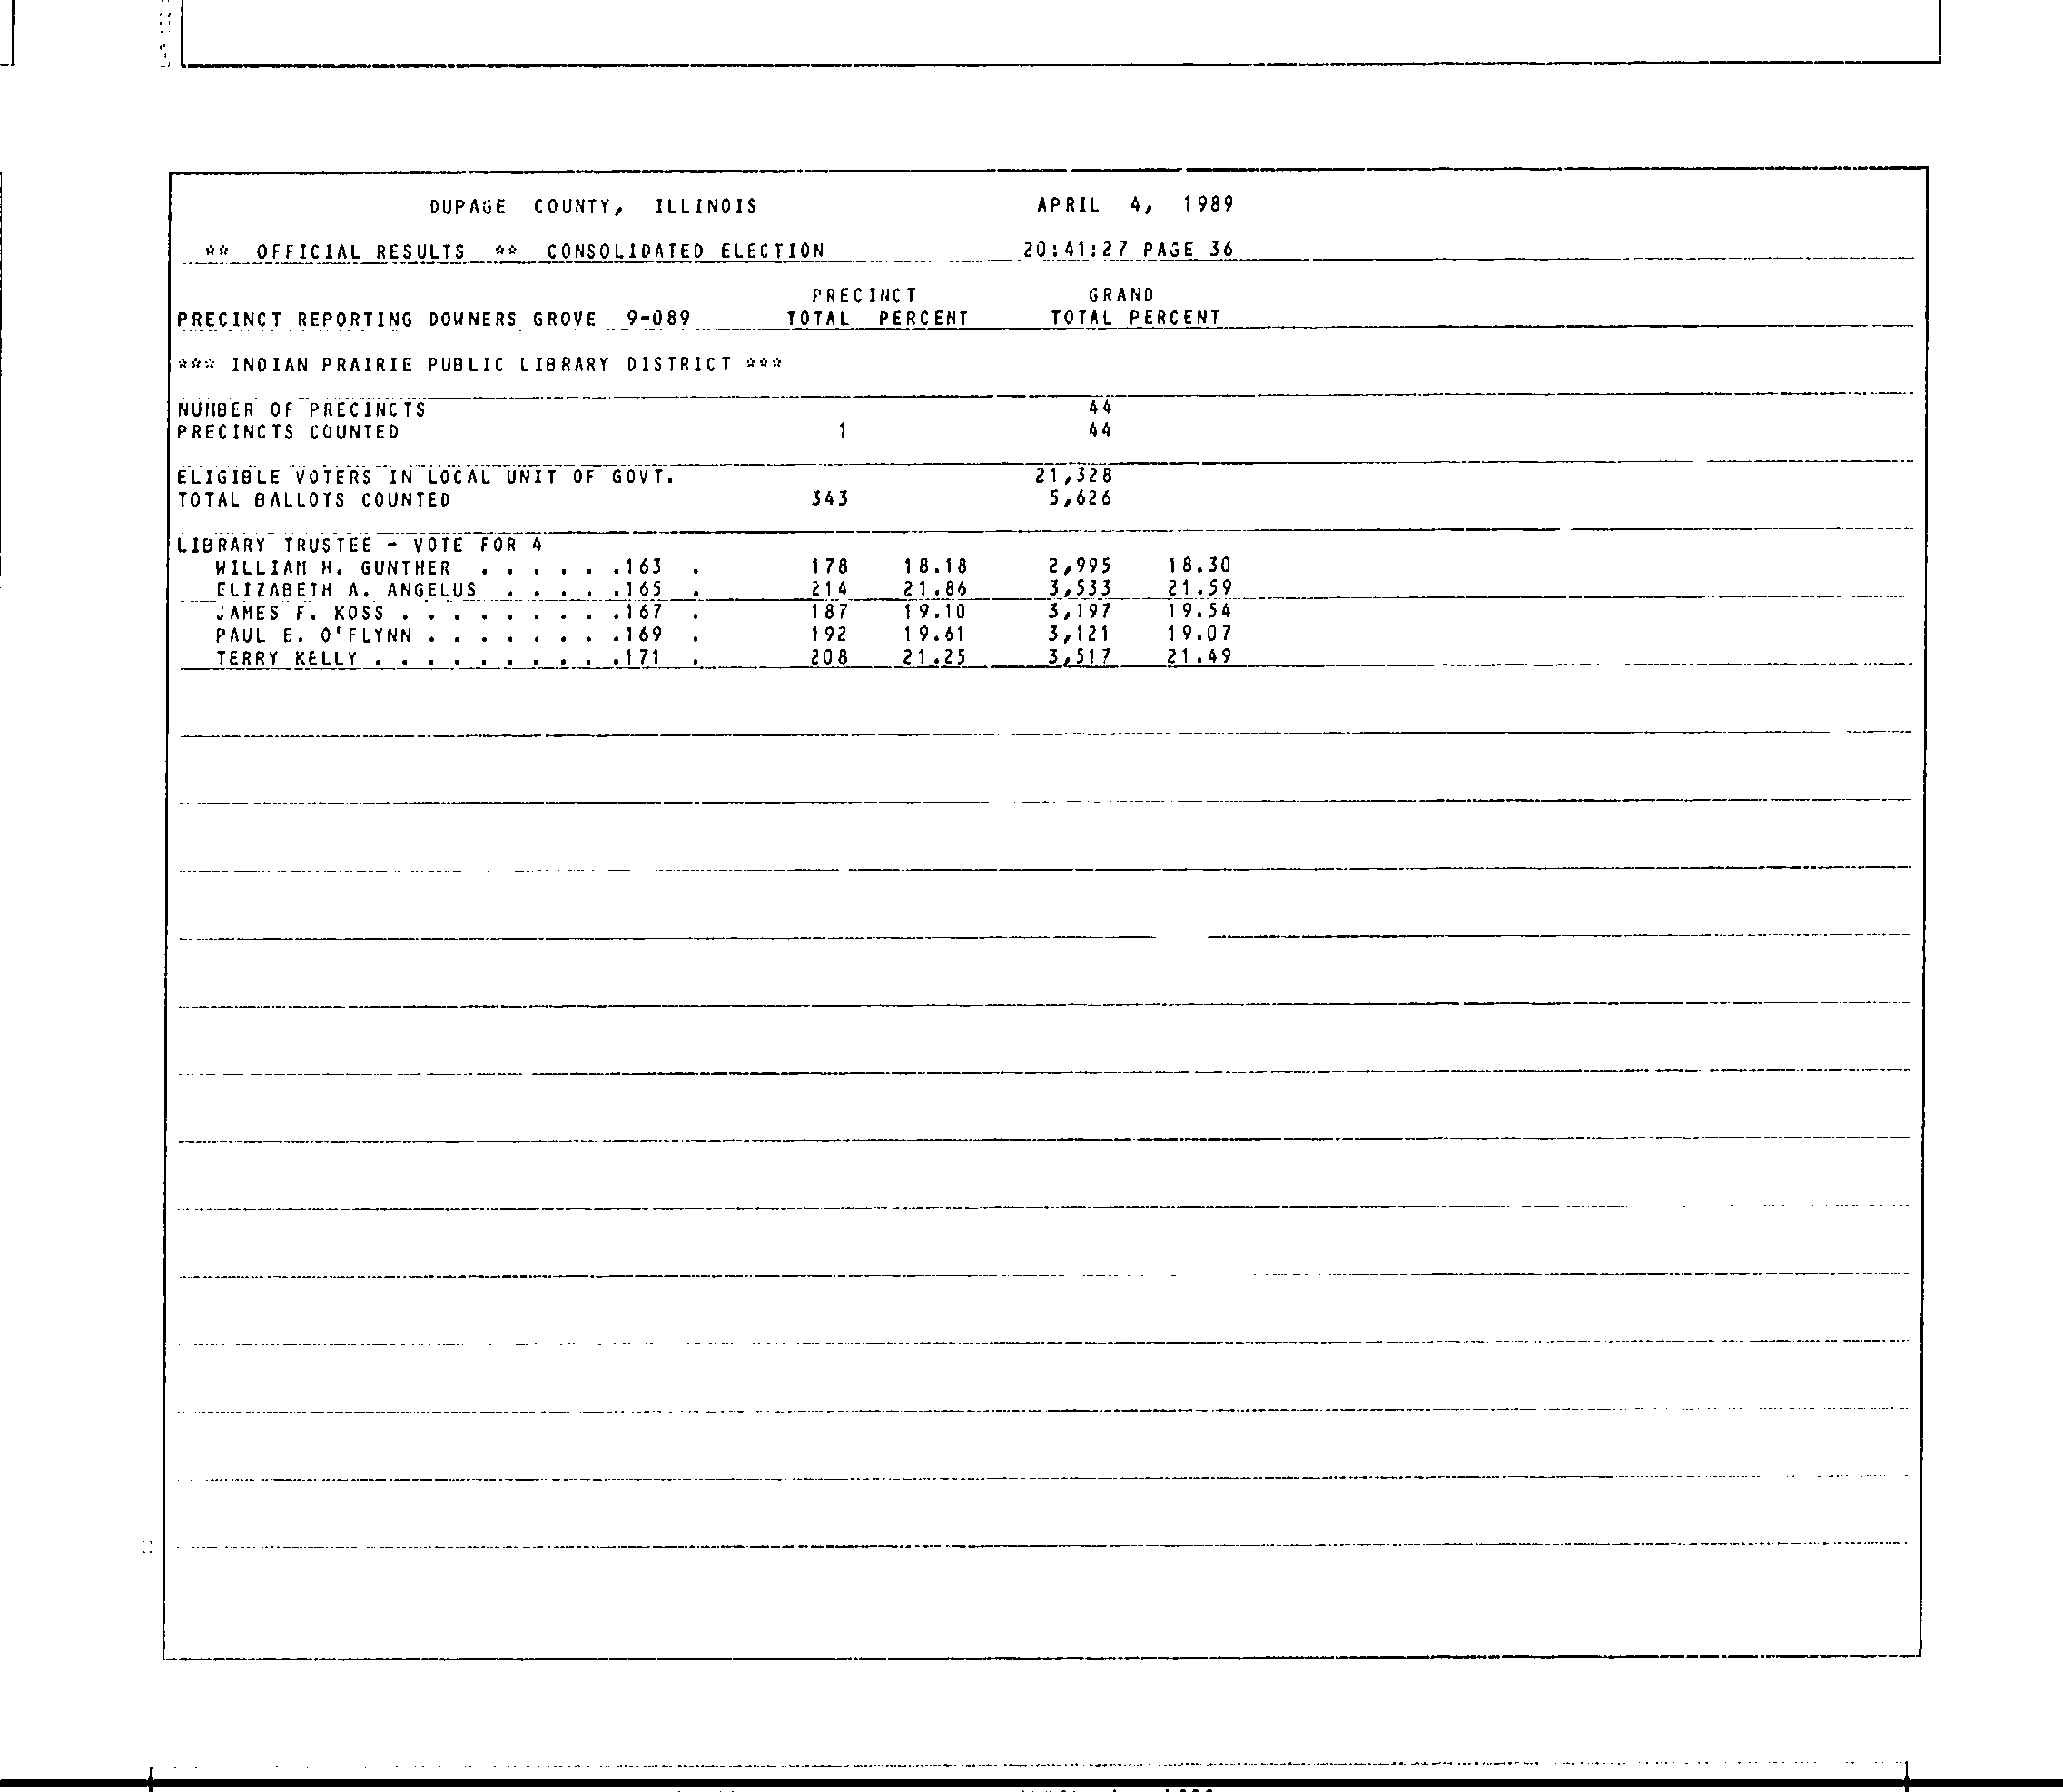 DUPAGE COUNTY, ILLINOIS APRIL 4, 1989
** OFFICIAL RESULTS ** CONSOLIDATED ELECTION 20:41:27 PAGE 36
PRECINCT GRAND
PRECINCT REPORTING DOWNERS GROVE 9-089 TOTAL PERCENT TOTAL PERCENT
*** INDIAN PRAIRIE PUBLIC LIBRARY DISTRICT ***
NUMBER OF PRECINCTS 44
PRECINCTS COUNTED 1 44
ELIGIBLE VOTERS IN LOCAL UNIT OF GOVT. 21,328
TOTAL BALLOTS COUNTED 343 5,626
LIBRARY TRUSTEE - VOTE FOR 4
WILLIAM H. GUNTHER . . . . . .163 . 178 18.18 2,995 18.30
ELIZABETH A. ANGELUS . . . . .165 . 214 21.86 3,533 21.59
JAMES F. KOSS . . . . . . . . .167 . 187 19.10 3,197 19.54
PAUL E. O'FLYNN . . . . . . . .169 . 192 19.61 3,121 19.07
TERRY KELLY . . . . . . . . . .171 . 208 21.25 3,517 21.49